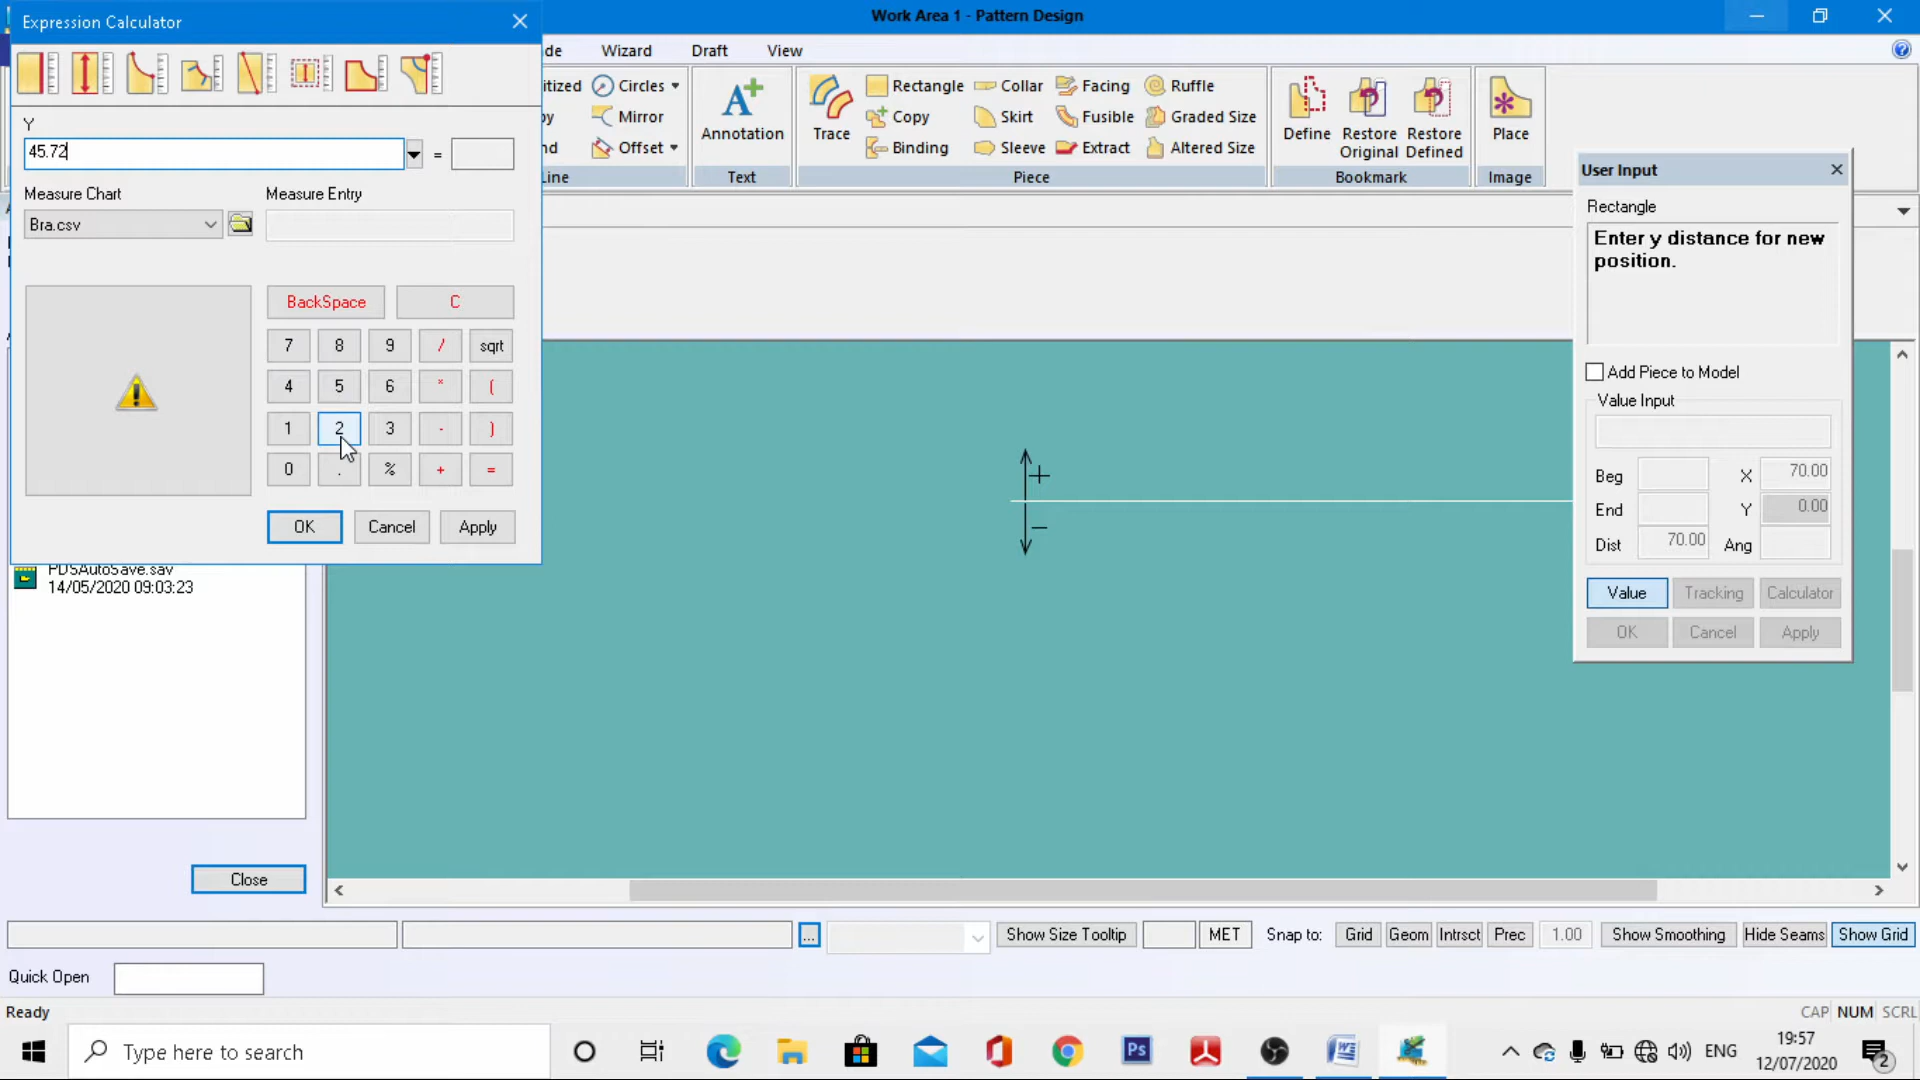 Expression Calculator
Work Area 1 - Pattern Design
de
Wizard
Draft
View
itized
Circles
Mirror
nd
Offset
Line
Annotation
Text
Trace
Rectangle
Collar
Facing
Ruffle
Copy
Skirt
Fusible
Graded Size
Binding
Sleeve
Extract
Altered Size
Piece
Define
Restore Original
Restore Defined
Bookmark
Place
Image
Y
45.72
=
Measure Chart
Measure Entry
Bra.csv
BackSpace
C
7 8 9 / sqrt
4 5 6 * (
1 2 3 - )
0 . % + =
OK
Cancel
Apply
PDSAutoSave.sav
14/05/2020 09:03:23
Close
+
−
User Input
Rectangle
Enter y distance for new
position.
Add Piece to Model
Value Input
Beg
X 70.00
End
Y 0.00
Dist 70.00
Ang
Value
Tracking
Calculator
OK
Cancel
Apply
...
Show Size Tooltip
MET
Snap to:
Grid
Geom
Intrsct
Prec
1.00
Show Smoothing
Hide Seams
Show Grid
Quick Open
Ready
CAP NUM SCRL
Type here to search
Ps
ENG
19:57
12/07/2020
2